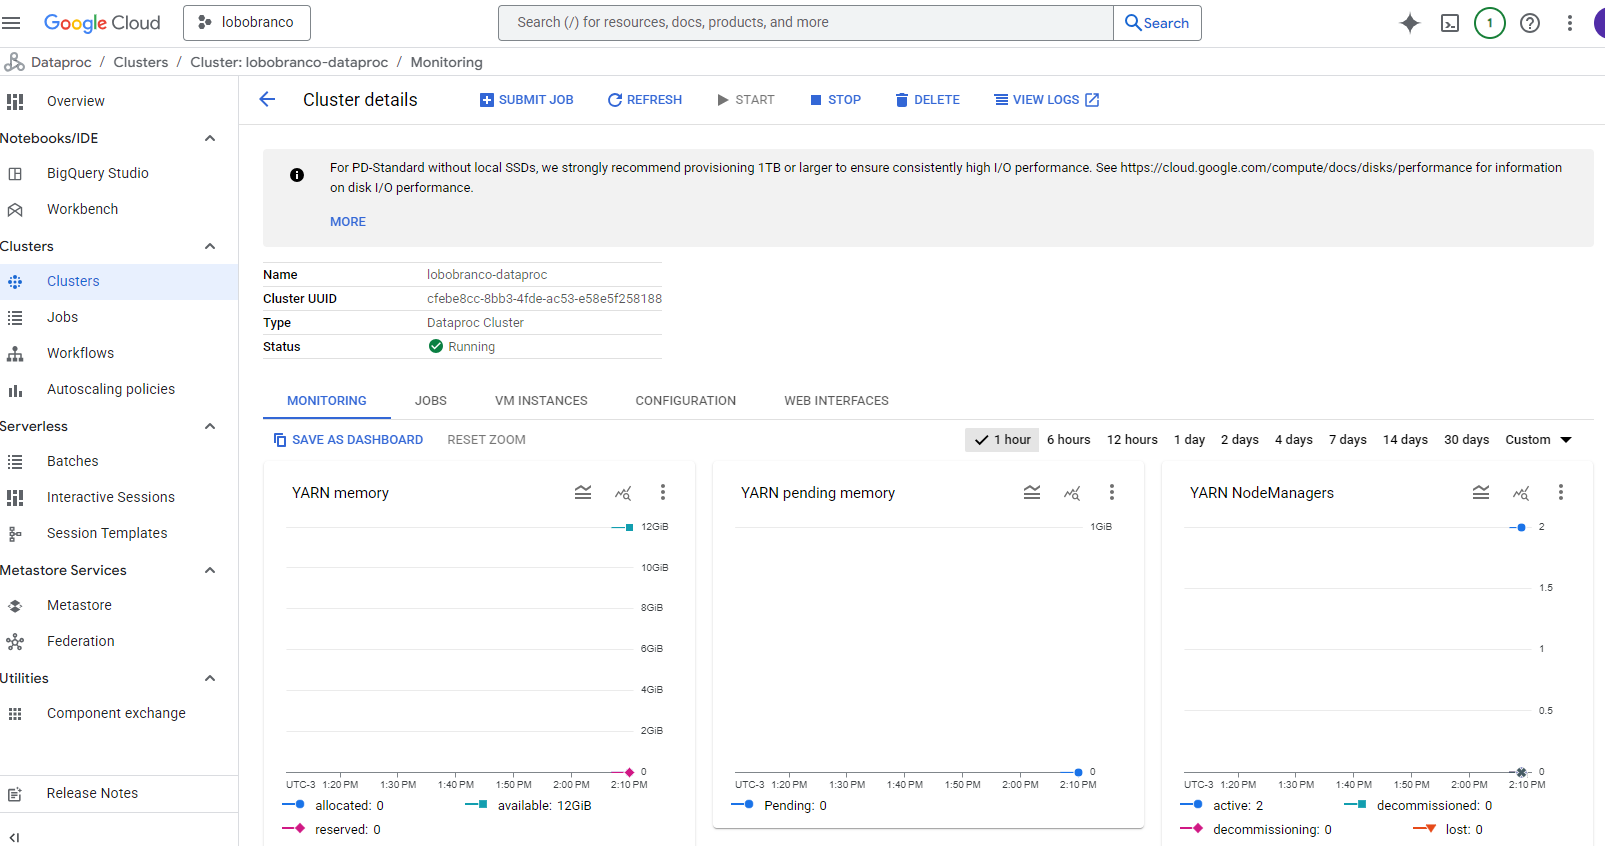 Google Cloud
lobobranco
Search (/) for resources, docs, products, and more
Search
1
Dataproc / Clusters / Cluster: lobobranco-dataproc / Monitoring
Overview
Notebooks/IDE
BigQuery Studio
Workbench
Clusters
Clusters
Jobs
Workflows
Autoscaling policies
Serverless
Batches
Interactive Sessions
Session Templates
Metastore Services
Metastore
Federation
Utilities
Component exchange
Release Notes
Cluster details
SUBMIT JOB
REFRESH
START
STOP
DELETE
VIEW LOGS
For PD-Standard without local SSDs, we strongly recommend provisioning 1TB or larger to ensure consistently high I/O performance. See https://cloud.google.com/compute/docs/disks/performance for information
on disk I/O performance.
MORE
Name lobobranco-dataproc
Cluster UUID cfebe8cc-8bb3-4fde-ac53-e58e5f258188
Type Dataproc Cluster
Status Running
MONITORING JOBS VM INSTANCES CONFIGURATION WEB INTERFACES
SAVE AS DASHBOARD RESET ZOOM
1 hour 6 hours 12 hours 1 day 2 days 4 days 7 days 14 days 30 days Custom
YARN memory
12GiB
10GiB
8GiB
6GiB
4GiB
2GiB
0
UTC-3 1:20 PM 1:30 PM 1:40 PM 1:50 PM 2:00 PM 2:10 PM
allocated: 0 available: 12GiB
reserved: 0
YARN pending memory
1GiB
0
UTC-3 1:20 PM 1:30 PM 1:40 PM 1:50 PM 2:00 PM 2:10 PM
Pending: 0
YARN NodeManagers
2
1.5
1
0.5
0
UTC-3 1:20 PM 1:30 PM 1:40 PM 1:50 PM 2:00 PM 2:10 PM
active: 2 decommissioned: 0
decommissioning: 0 lost: 0